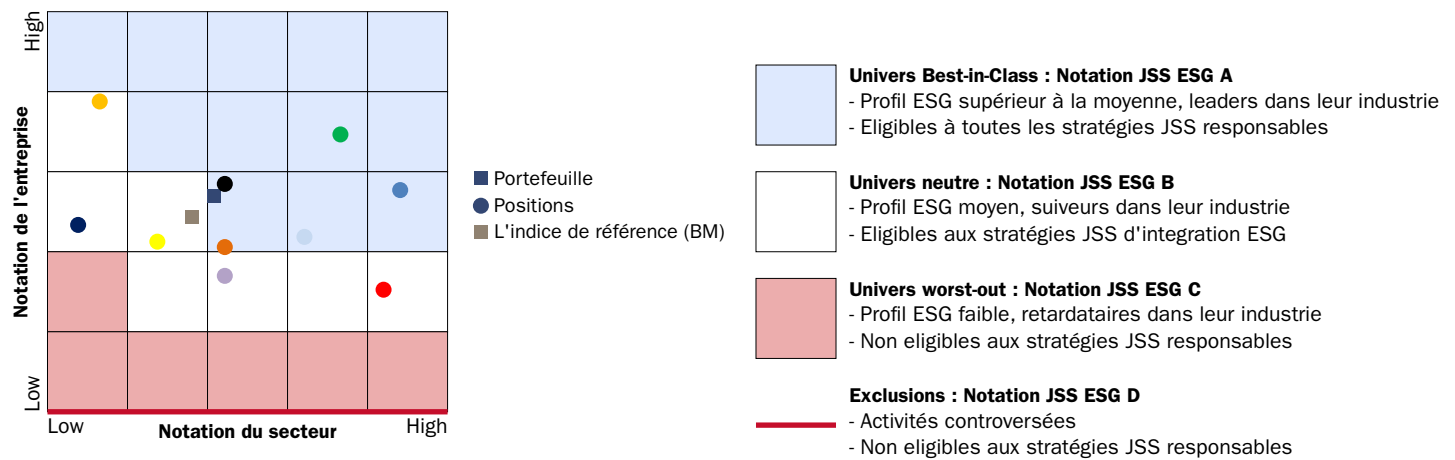 High
Notation de l'entreprise
Low
Low
Notation du secteur
High
Portefeuille
Positions
L'indice de référence (BM)
Univers Best-in-Class : Notation JSS ESG A
- Profil ESG supérieur à la moyenne, leaders dans leur industrie
- Eligibles à toutes les stratégies JSS responsables
Univers neutre : Notation JSS ESG B
- Profil ESG moyen, suiveurs dans leur industrie
- Eligibles aux stratégies JSS d'integration ESG
Univers worst-out : Notation JSS ESG C
- Profil ESG faible, retardataires dans leur industrie
- Non eligibles aux stratégies JSS responsables
Exclusions : Notation JSS ESG D
- Activités controversées
- Non eligibles aux stratégies JSS responsables